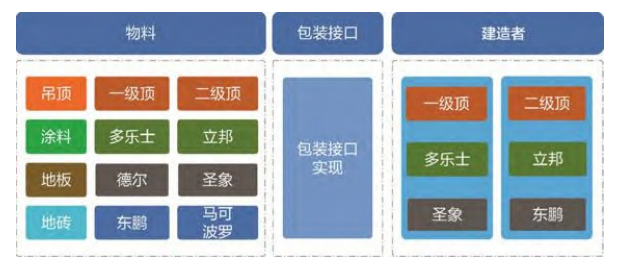 物料
包装接口
建造者
吊顶
一级顶
二级顶
涂料
多乐士
立邦
地板
德尔
圣象
地砖
东鹏
马可
波罗
包装接口
实现
一级顶
二级顶
多乐士
立邦
圣象
东鹏